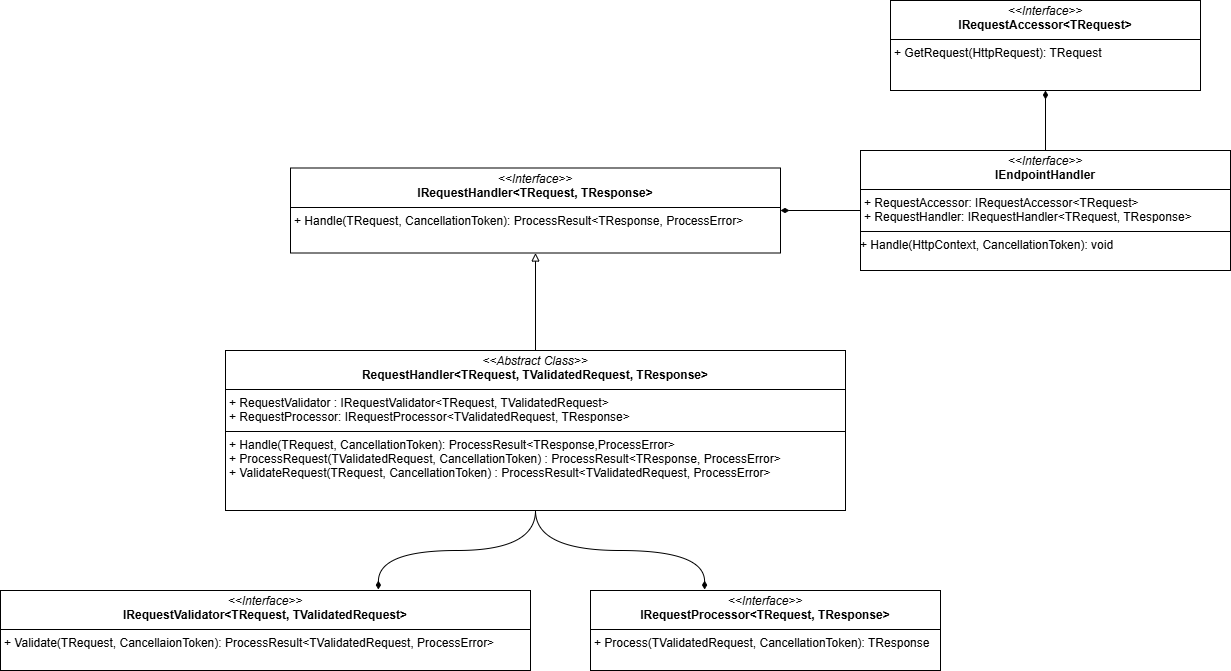 <<Interface>>
IRequestAccessor<TRequest>
+ GetRequest(HttpRequest): TRequest
<<Interface>>
IEndpointHandler
+ RequestAccessor: IRequestAccessor<TRequest>
+ RequestHandler: IRequestHandler<TRequest, TResponse>
+ Handle(HttpContext, CancellationToken): void
<<Interface>>
IRequestHandler<TRequest, TResponse>
+ Handle(TRequest, CancellationToken): ProcessResult<TResponse, ProcessError>
<<Abstract Class>>
RequestHandler<TRequest, TValidatedRequest, TResponse>
+ RequestValidator : IRequestValidator<TRequest, TValidatedRequest>
+ RequestProcessor: IRequestProcessor<TValidatedRequest, TResponse>
+ Handle(TRequest, CancellationToken): ProcessResult<TResponse,ProcessError>
+ ProcessRequest(TValidatedRequest, CancellationToken) : ProcessResult<TResponse, ProcessError>
+ ValidateRequest(TRequest, CancellationToken) : ProcessResult<TValidatedRequest, ProcessError>
<<Interface>>
IRequestValidator<TRequest, TValidatedRequest>
+ Validate(TRequest, CancellaionToken): ProcessResult<TValidatedRequest, ProcessError>
<<Interface>>
IRequestProcessor<TRequest, TResponse>
+ Process(TValidatedRequest, CancellationToken): TResponse